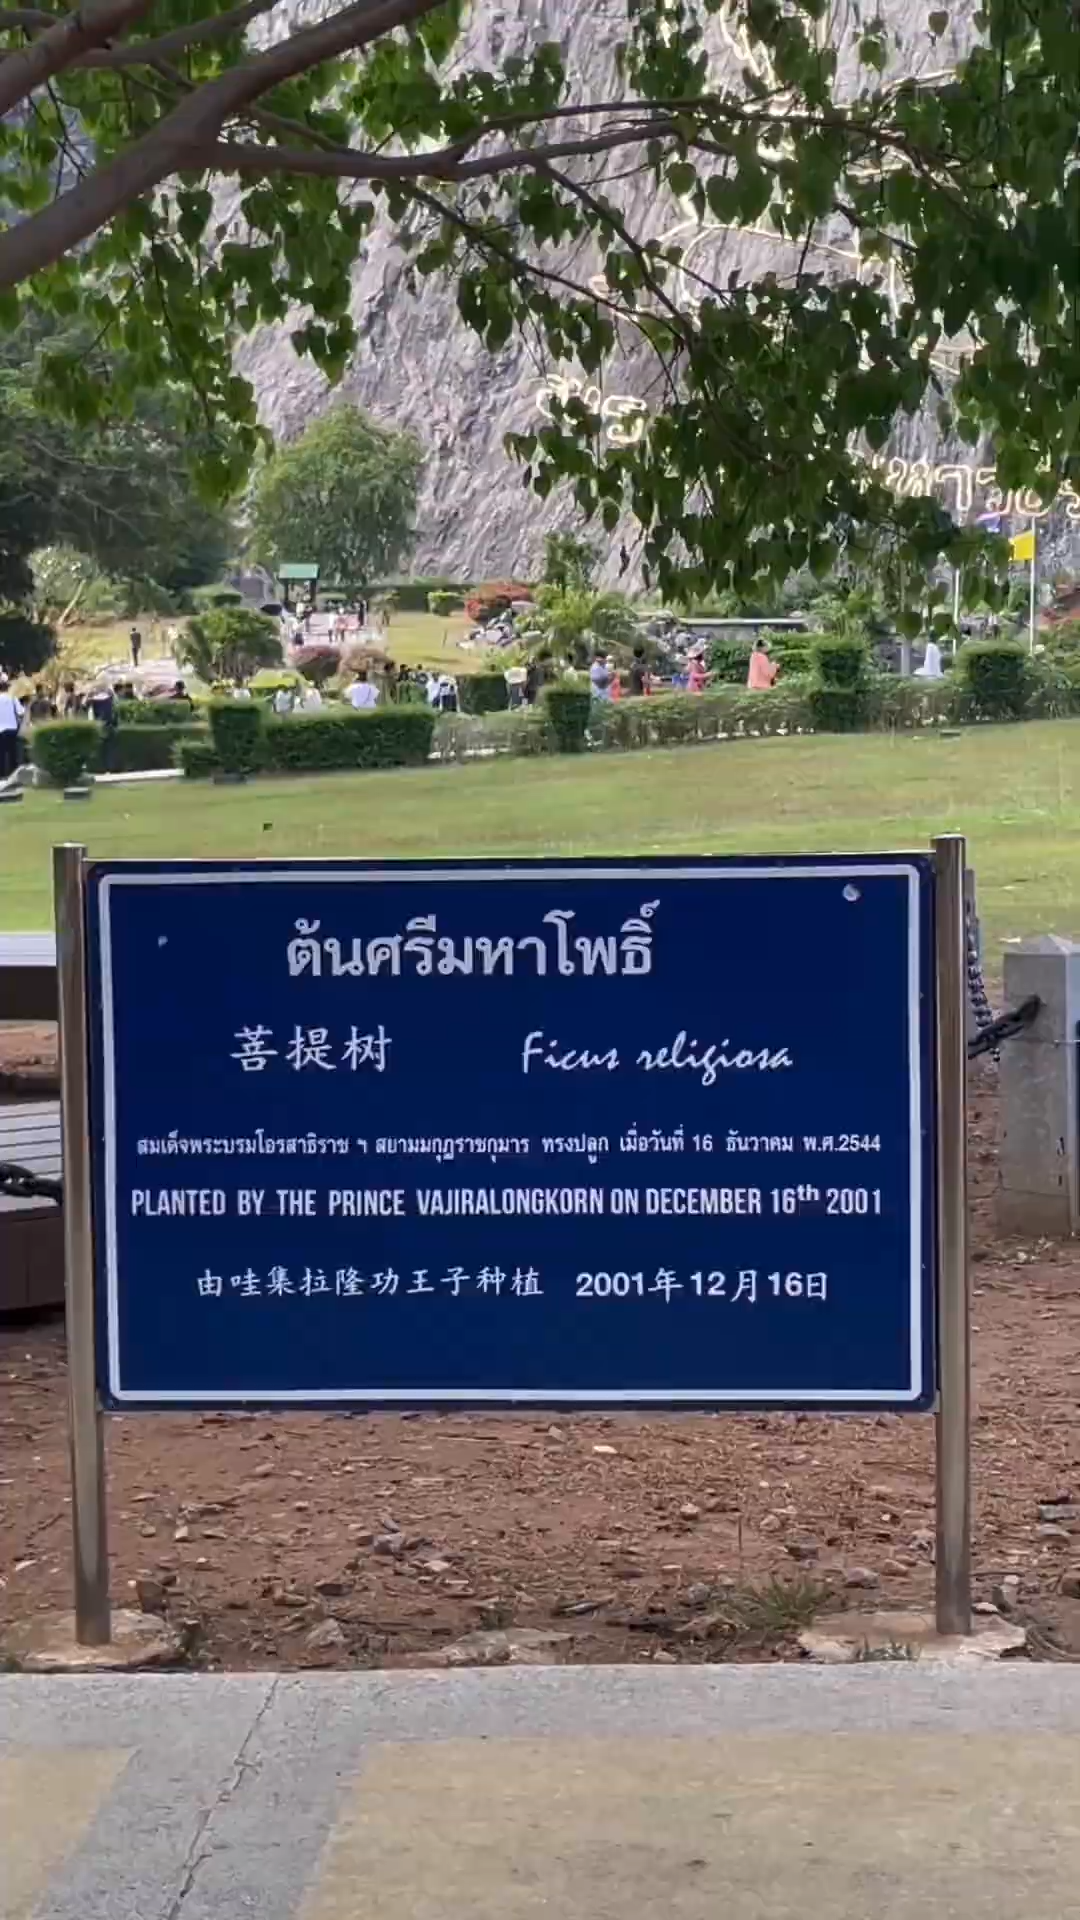 ต้นศรีมหาโพธิ์
菩提树 Ficus religiosa
สมเด็จพระบรมโอรสาธิราช ฯ สยามมกุฎราชกุมาร ทรงปลูก เมื่อวันที่ 16 ธันวาคม พ.ศ.2544
PLANTED BY THE PRINCE VAJIRALONGKORN ON DECEMBER 16th 2001
由哇集拉隆功王子种植 2001年12月16日